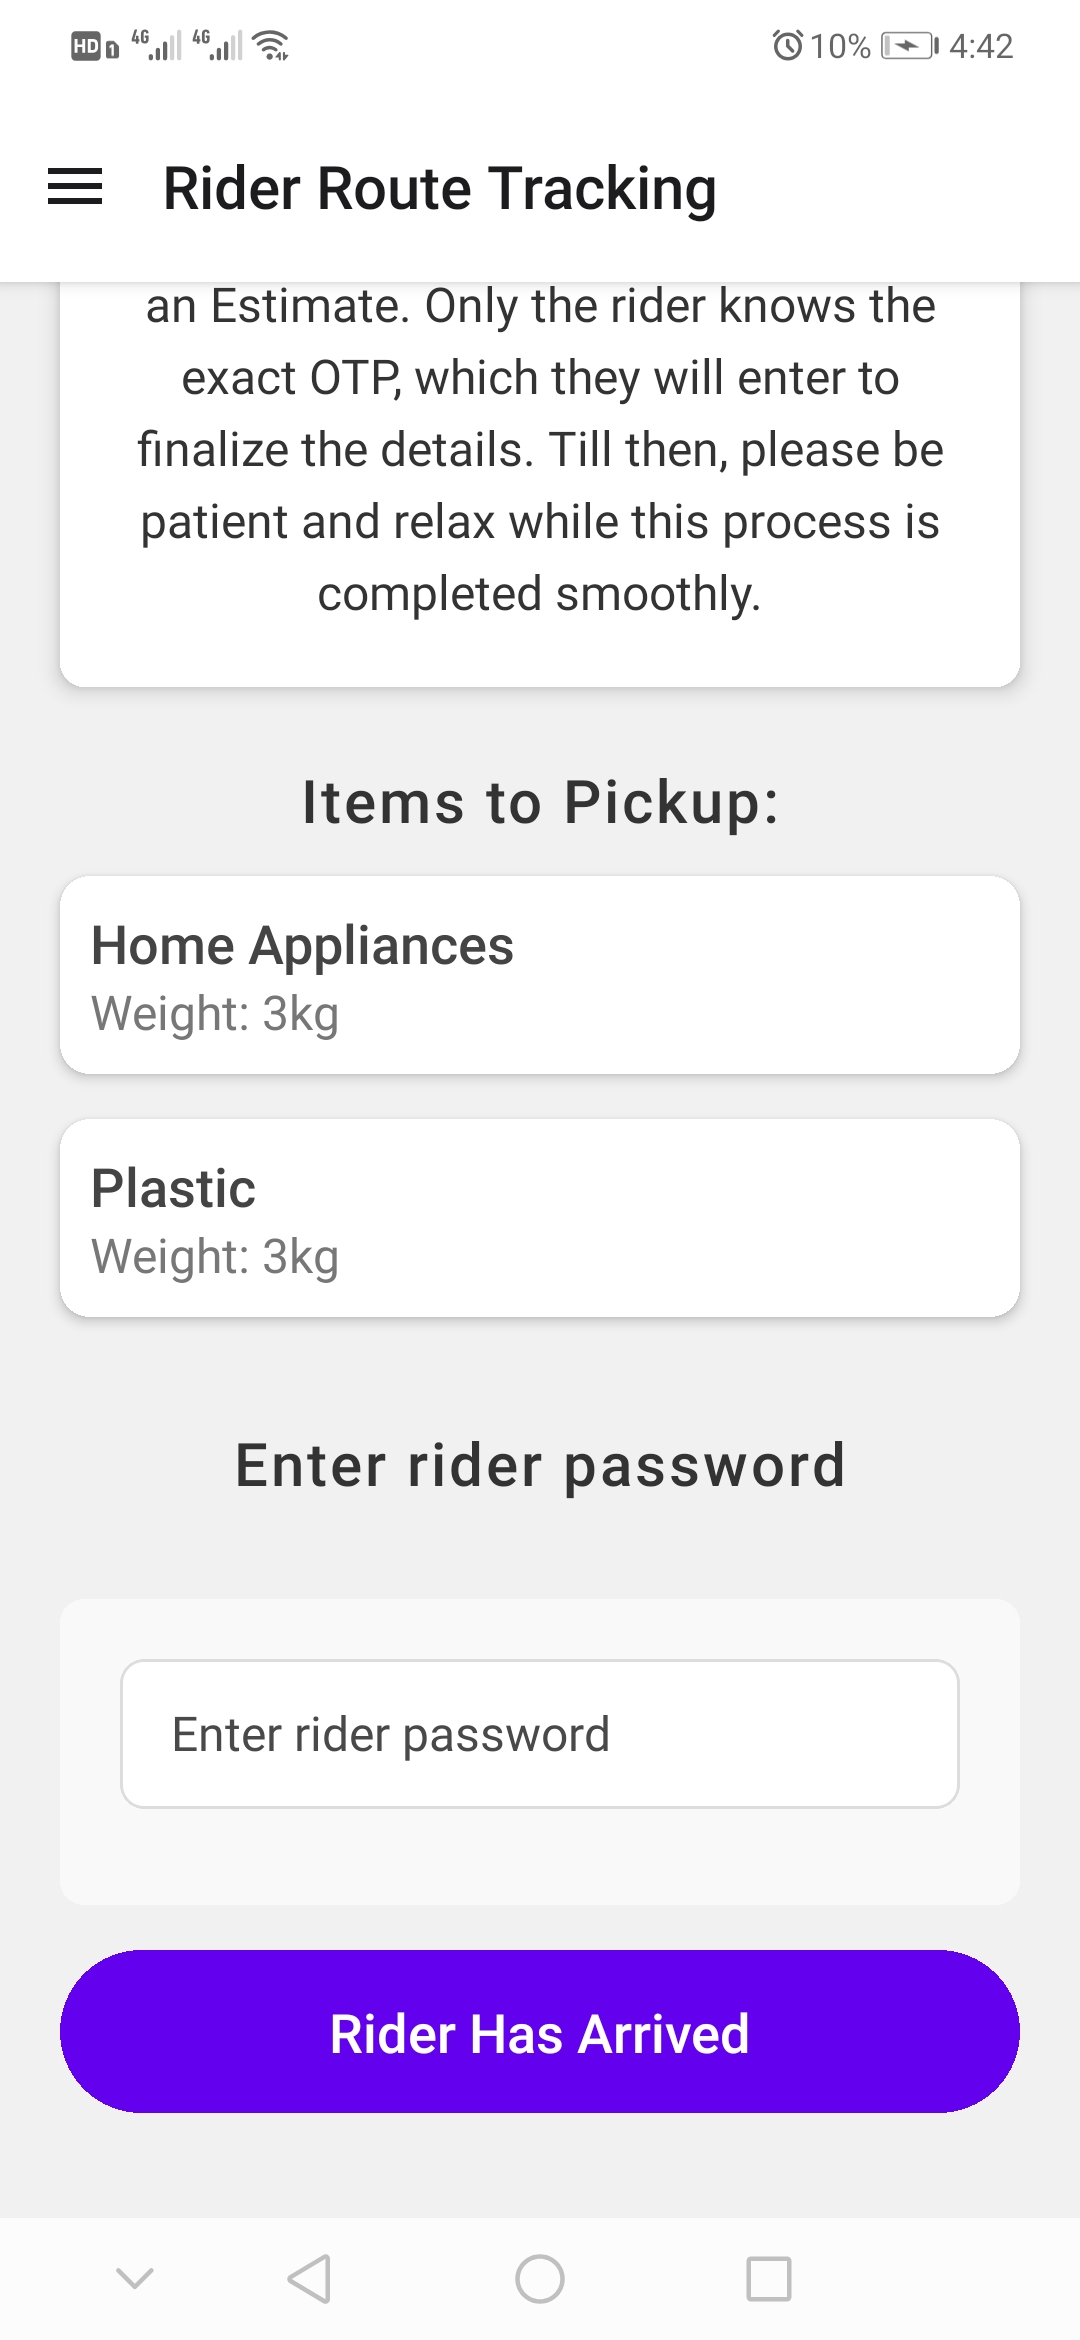 HD 1 4G 4G 10% 4:42
Rider Route Tracking
an Estimate. Only the rider knows the
exact OTP, which they will enter to
finalize the details. Till then, please be
patient and relax while this process is
completed smoothly.
Items to Pickup:
Home Appliances
Weight: 3kg
Plastic
Weight: 3kg
Enter rider password
Enter rider password
Rider Has Arrived